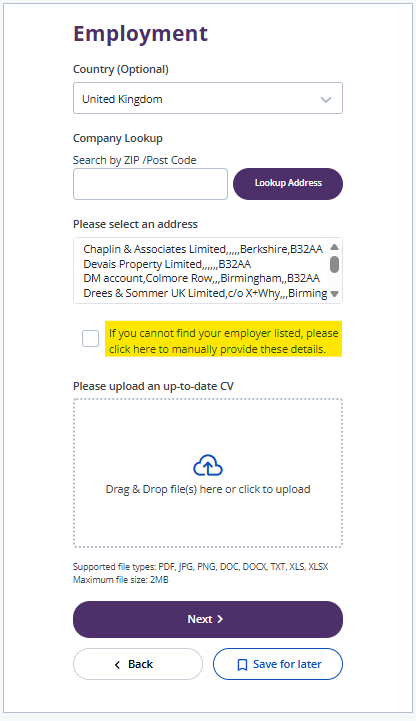 Employment
Country (Optional)
United Kingdom
Company Lookup
Search by ZIP /Post Code
Lookup Address
Please select an address
Chaplin & Associates Limited,,,,,Berkshire,B32AA
Devais Property Limited,,,,,,B32AA
DM account,Colmore Row,,,Birmingham,,B32AA
Drees & Sommer UK Limited,c/o X+Why,,,Birming
If you cannot find your employer listed, please
click here to manually provide these details.
Please upload an up-to-date CV
Drag & Drop file(s) here or click to upload
Supported file types: PDF, JPG, PNG, DOC, DOCX, TXT, XLS, XLSX
Maximum file size: 2MB
Next
Back
Save for later